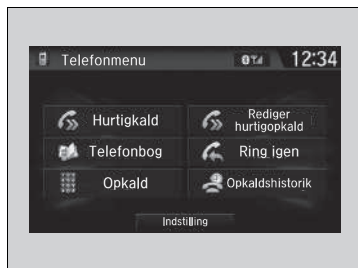 Telefonmenu
12:34
Hurtigkald
Rediger
hurtigopkald
Telefonbog
Ring igen
Opkald
Opkaldshistorik
Indstilling